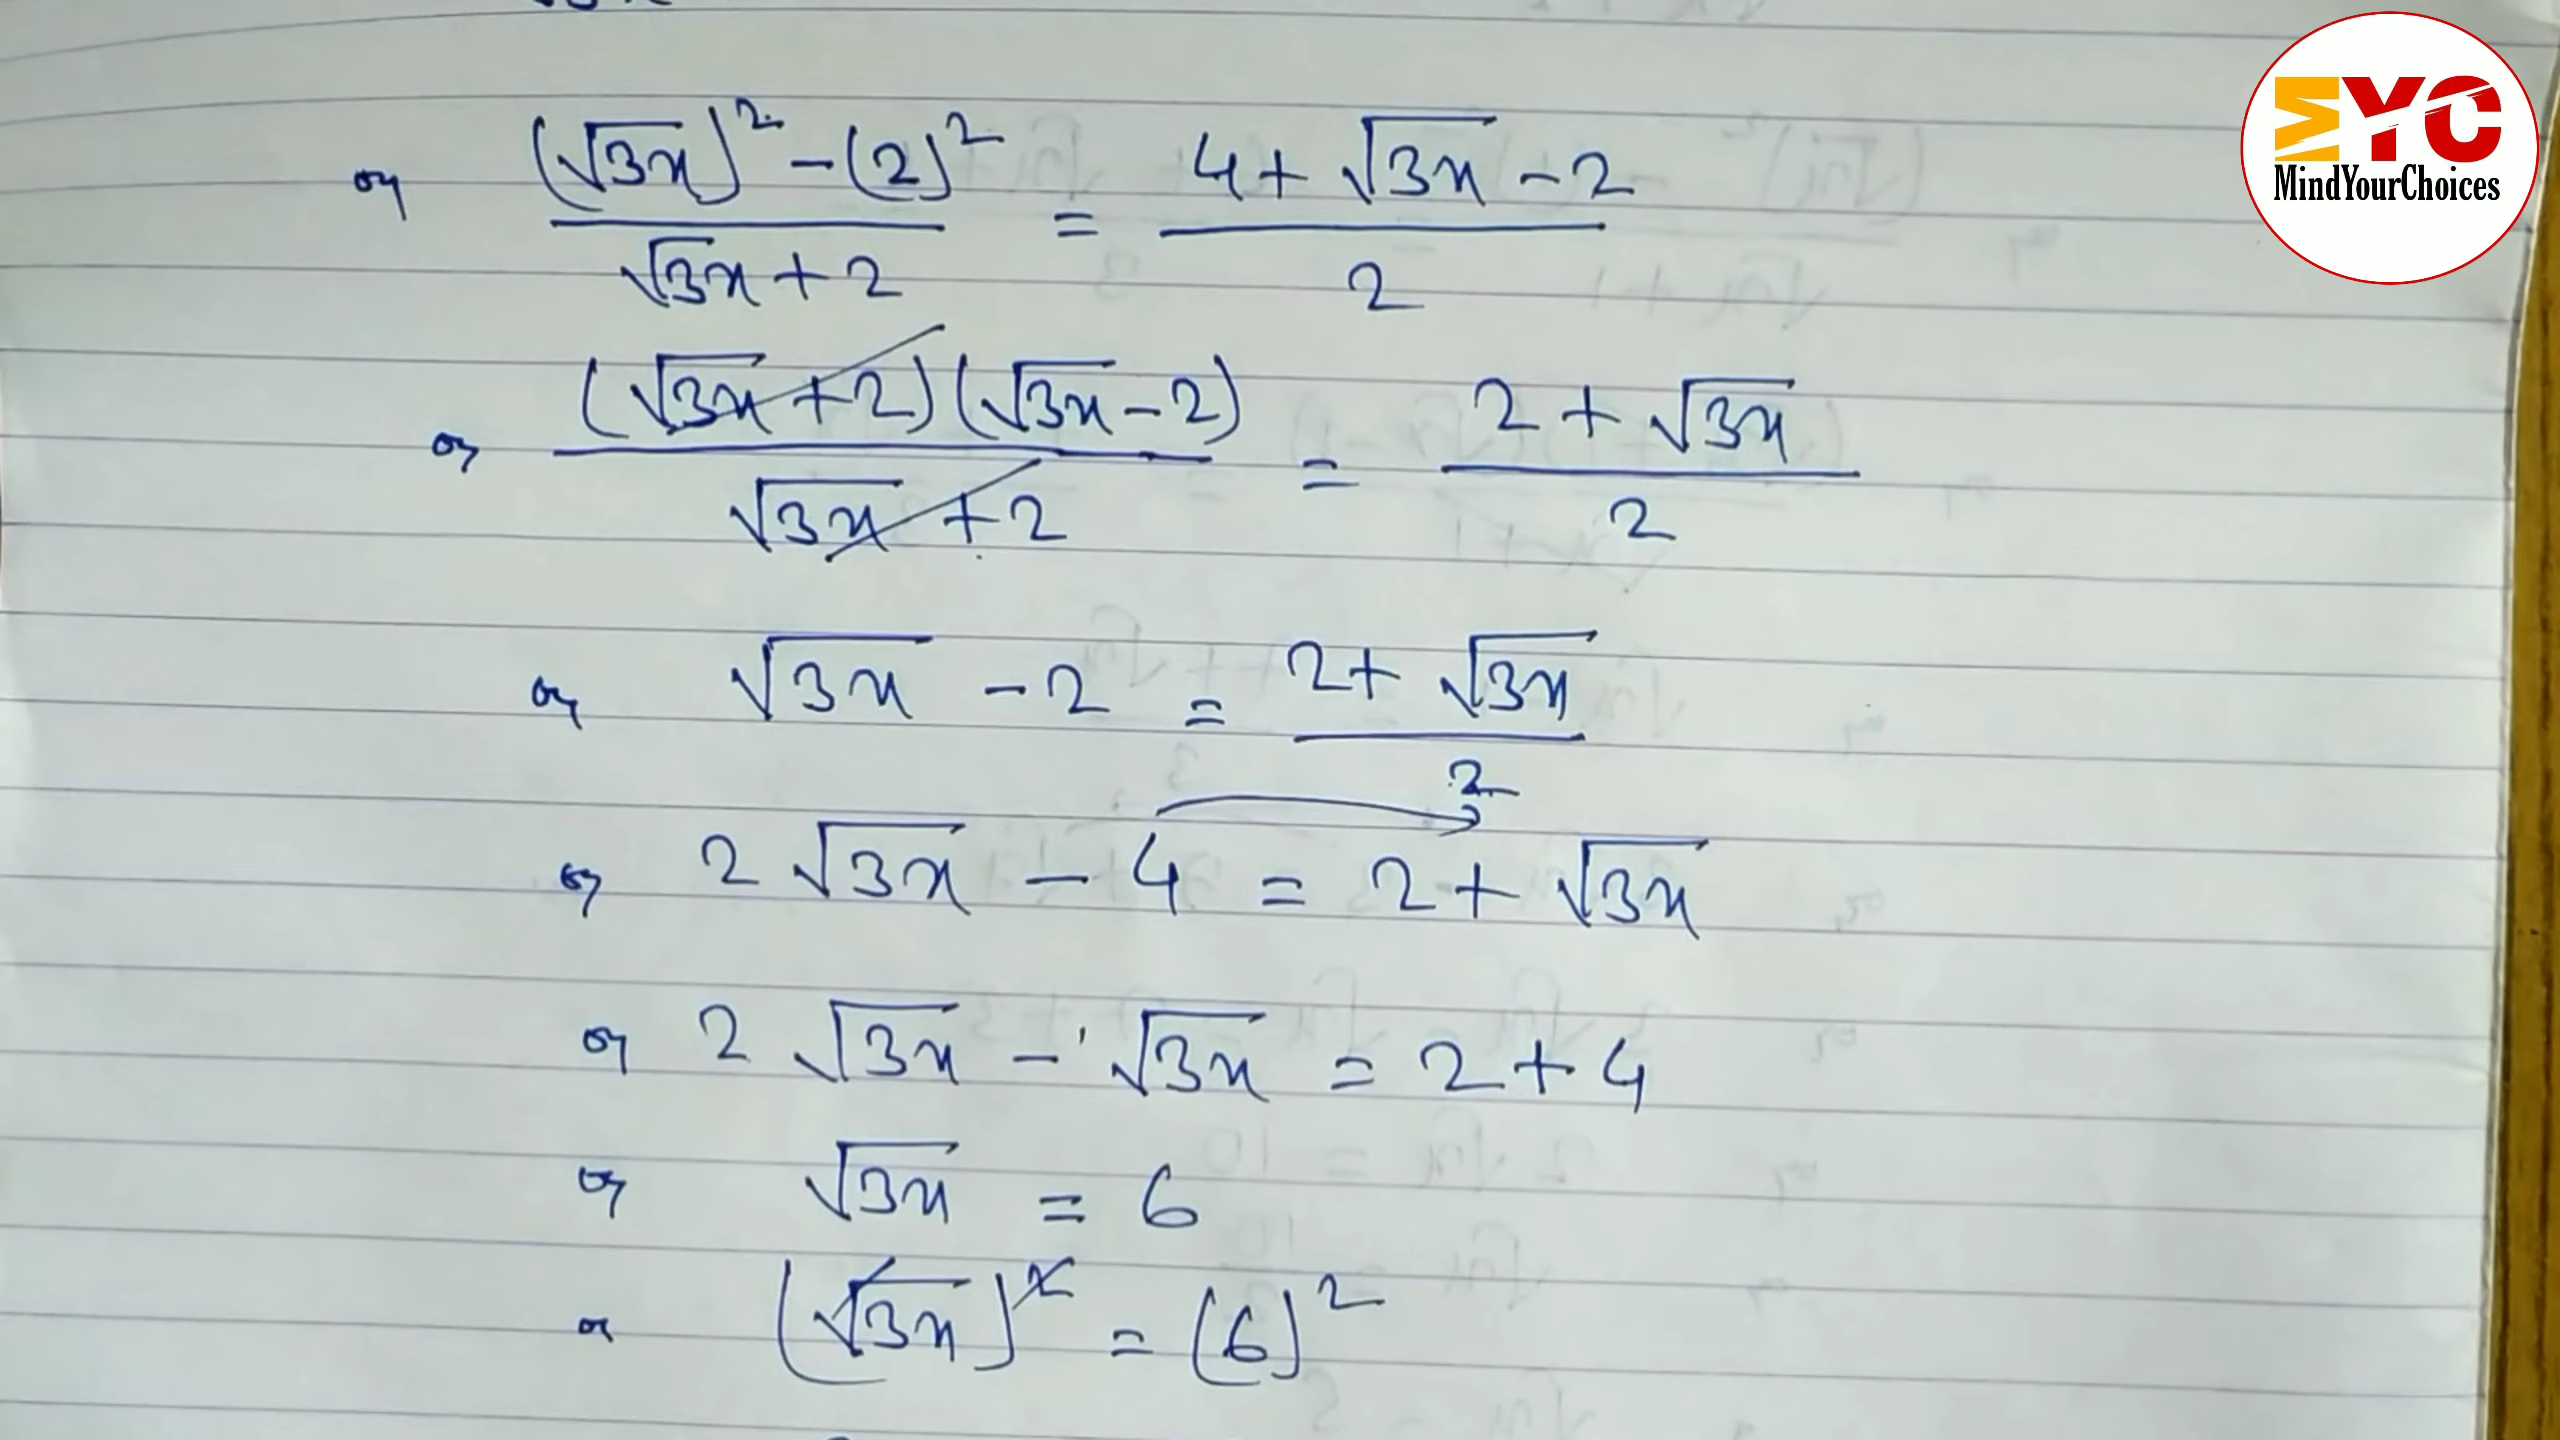 MYC
MindYourChoices
or (√3x)² - (2)² / √3x + 2 = 4 + √3x - 2 / 2
or (√3x + 2)(√3x - 2) / √3x + 2 = 2 + √3x / 2
or √3x - 2 = 2 + √3x / 2
or 2√3x - 4 = 2 + √3x
or 2√3x - √3x = 2 + 4
or √3x = 6
or (√3x)² = (6)²